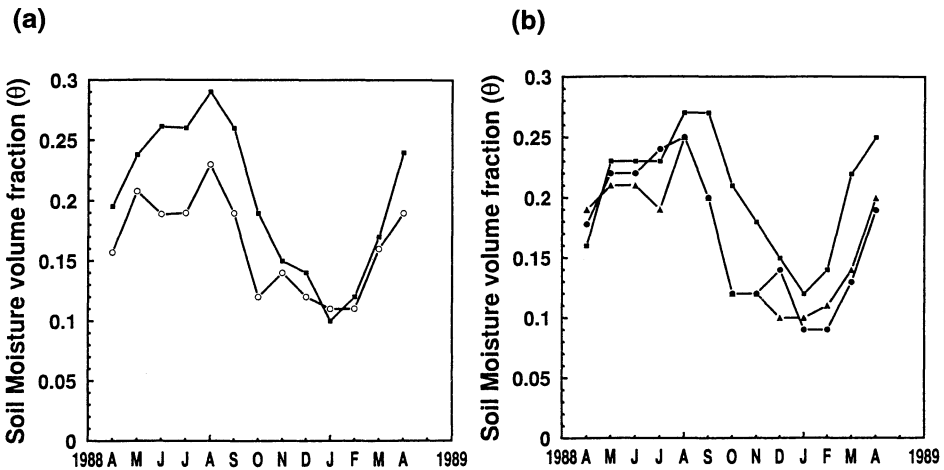 (a)
Soil Moisture volume fraction (θ)
0.3
0.25
0.2
0.15
0.1
0.05
0
1988 A M J J A S O N D J F M A 1989
(b)
Soil Moisture volume fraction (θ)
0.3
0.25
0.2
0.15
0.1
0.05
0
1988 A M J J A S O N D J F M A 1989